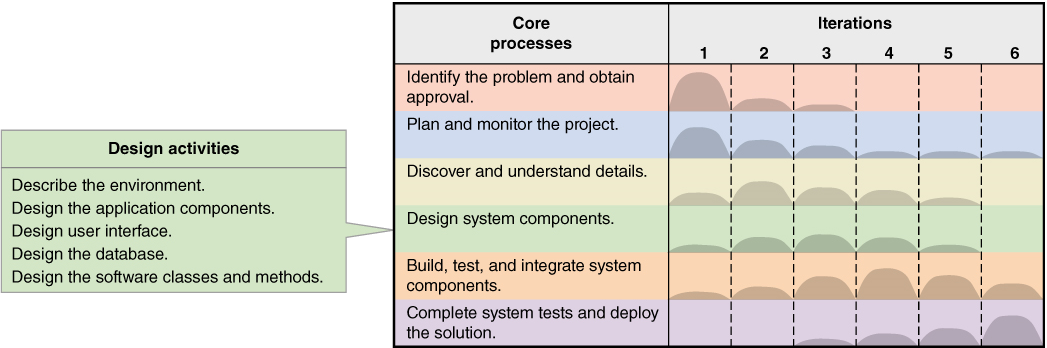 Core
processes
Iterations
1 2 3 4 5 6
Identify the problem and obtain
approval.
Plan and monitor the project.
Discover and understand details.
Design system components.
Build, test, and integrate system
components.
Complete system tests and deploy
the solution.
Design activities
Describe the environment.
Design the application components.
Design user interface.
Design the database.
Design the software classes and methods.